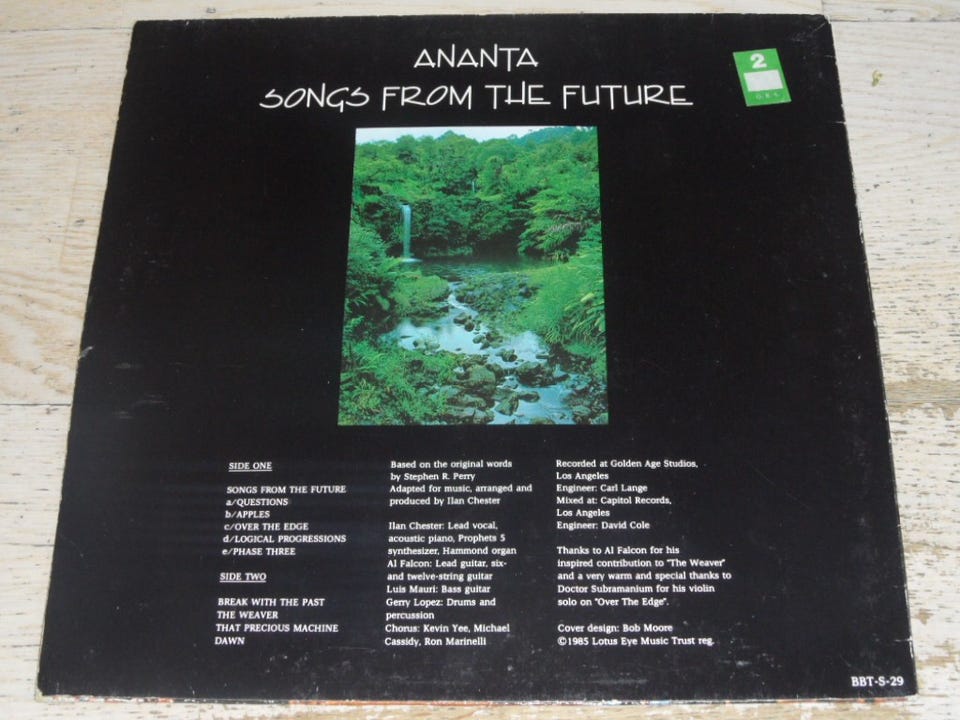 ANANTA
SONGS FROM THE FUTURE
2
SIDE ONE
SONGS FROM THE FUTURE
a/QUESTIONS
b/APPLES
c/OVER THE EDGE
d/LOGICAL PROGRESSIONS
e/PHASE THREE
SIDE TWO
BREAK WITH THE PAST
THE WEAVER
THAT PRECIOUS MACHINE
DAWN
Based on the original words
by Stephen R. Perry
Adapted for music, arranged and
produced by Ilan Chester
Ilan Chester: Lead vocal,
acoustic piano, Prophets 5
synthesizer, Hammond organ
Al Falcon: Lead guitar, six-
and twelve-string guitar
Luis Mauri: Bass guitar
Gerry Lopez: Drums and
percussion
Chorus: Kevin Yee, Michael
Cassidy, Ron Marinelli
Recorded at Golden Age Studios,
Los Angeles
Engineer: Carl Lange
Mixed at: Capitol Records,
Los Angeles
Engineer: David Cole
Thanks to Al Falcon for his
inspired contribution to "The Weaver"
and a very warm and special thanks to
Doctor Subramanium for his violin
solo on "Over The Edge".
Cover design: Bob Moore
©1985 Lotus Eye Music Trust reg.
BBT-S-29